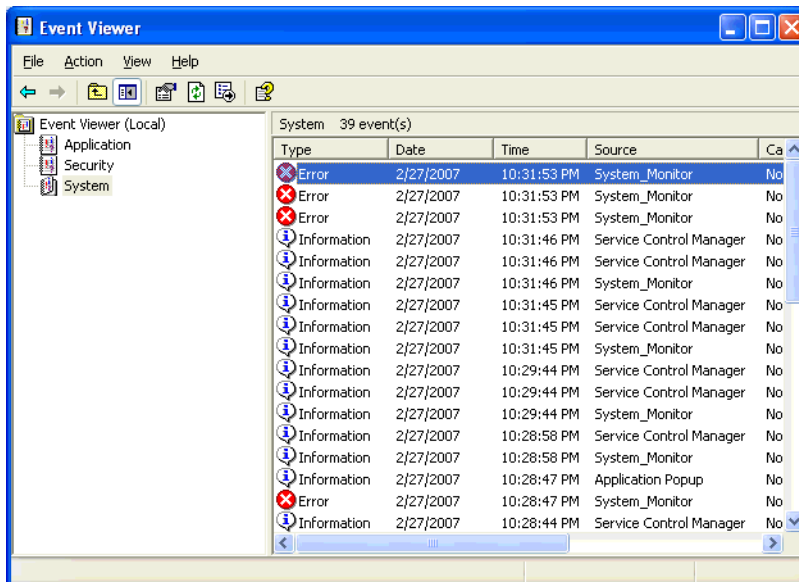 Event Viewer
File Action View Help
Event Viewer (Local)
Application
Security
System
System 39 event(s)
Type Date Time Source Ca
Error 2/27/2007 10:31:53 PM System_Monitor No
Error 2/27/2007 10:31:53 PM System_Monitor No
Error 2/27/2007 10:31:53 PM System_Monitor No
Information 2/27/2007 10:31:46 PM Service Control Manager No
Information 2/27/2007 10:31:46 PM Service Control Manager No
Information 2/27/2007 10:31:46 PM System_Monitor No
Information 2/27/2007 10:31:45 PM Service Control Manager No
Information 2/27/2007 10:31:45 PM Service Control Manager No
Information 2/27/2007 10:31:45 PM System_Monitor No
Information 2/27/2007 10:29:44 PM Service Control Manager No
Information 2/27/2007 10:29:44 PM Service Control Manager No
Information 2/27/2007 10:29:44 PM System_Monitor No
Information 2/27/2007 10:28:58 PM Service Control Manager No
Information 2/27/2007 10:28:58 PM System_Monitor No
Information 2/27/2007 10:28:47 PM Application Popup No
Error 2/27/2007 10:28:47 PM System_Monitor No
Information 2/27/2007 10:28:44 PM Service Control Manager No